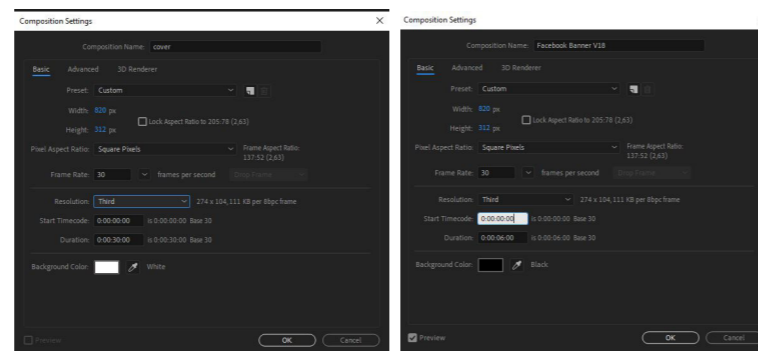 Composition Settings
Composition Name: cover
Basic Advanced 3D Renderer
Preset: Custom
Width: 820 px
Lock Aspect Ratio to 205:78 (2,63)
Height: 312 px
Pixel Aspect Ratio: Square Pixels
Frame Aspect Ratio:
137:52 (2,63)
Frame Rate: 30 frames per second Drop Frame
Resolution: Third 274 x 104, 111 KB per 8bpc frame
Start Timecode: 0:00:00:00 is 0:00:00:00 Base 30
Duration: 0:00:30:00 is 0:00:30:00 Base 30
Background Color: White
Preview OK Cancel
Composition Settings
Composition Name: Facebook Banner V18
Basic Advanced 3D Renderer
Preset: Custom
Width: 820 px
Lock Aspect Ratio to 205:78 (2,63)
Height: 312 px
Pixel Aspect Ratio: Square Pixels
Frame Aspect Ratio:
137:52 (2,63)
Frame Rate: 30 frames per second Drop Frame
Resolution: Third 274 x 104, 111 KB per 8bpc frame
Start Timecode: 0:00:00:00 is 0:00:00:00 Base 30
Duration: 0:00:06:00 is 0:00:06:00 Base 30
Background Color: Black
Preview OK Cancel